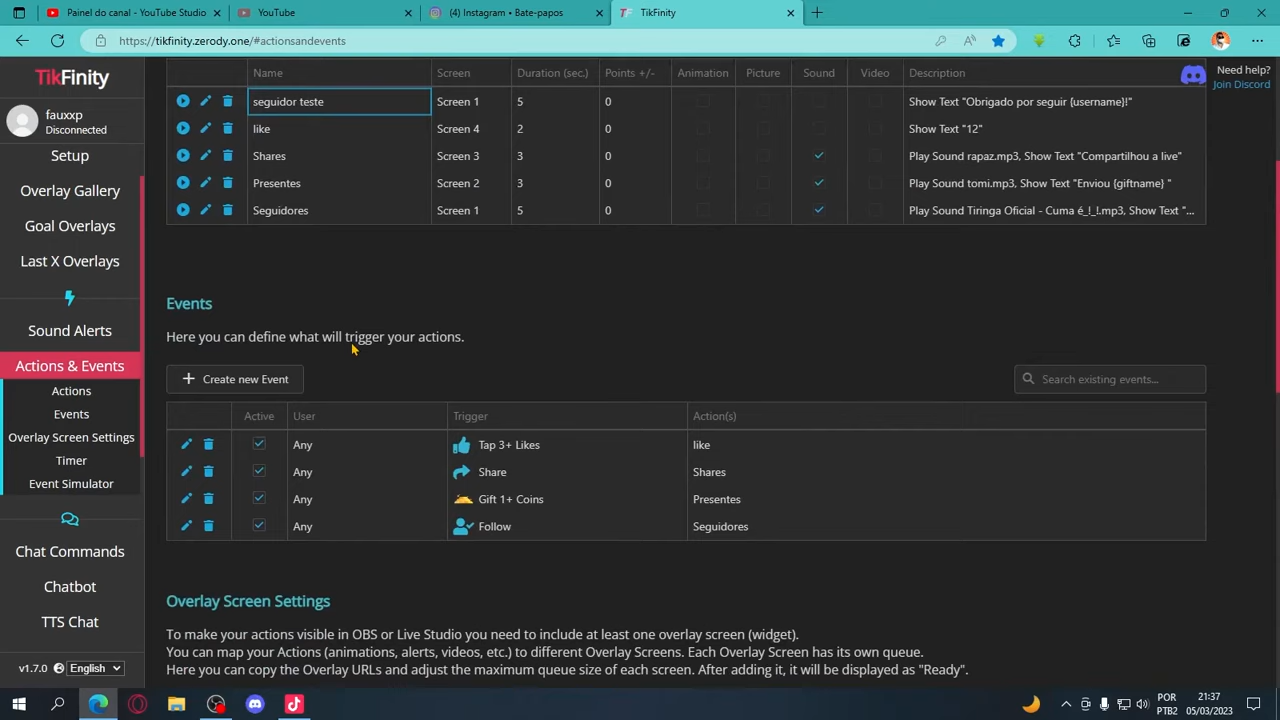 Painel do canal - YouTube Studio
YouTube
(4) Instagram • Bate-papos
TikFinity
https://tikfinity.zerody.one/#actionsandevents
TikFinity
fauxxp
Disconnected
Setup
Overlay Gallery
Goal Overlays
Last X Overlays
Sound Alerts
Actions & Events
Actions
Events
Overlay Screen Settings
Timer
Event Simulator
Chat Commands
Chatbot
TTS Chat
v1.7.0 English
Need help?
Join Discord
Name Screen Duration (sec.) Points +/- Animation Picture Sound Video Description
seguidor teste Screen 1 5 0 Show Text "Obrigado por seguir {username}!"
like Screen 4 2 0 Show Text "12"
Shares Screen 3 3 0 Play Sound rapaz.mp3, Show Text "Compartilhou a live"
Presentes Screen 2 3 0 Play Sound tomi.mp3, Show Text "Enviou {giftname} "
Seguidores Screen 1 5 0 Play Sound Tiringa Oficial - Cuma é_!_!.mp3, Show Text "...
Events
Here you can define what will trigger your actions.
+ Create new Event
Search existing events...
Active User Trigger Action(s)
Any Tap 3+ Likes like
Any Share Shares
Any Gift 1+ Coins Presentes
Any Follow Seguidores
Overlay Screen Settings
To make your actions visible in OBS or Live Studio you need to include at least one overlay screen (widget).
You can map your Actions (animations, alerts, videos, etc.) to different Overlay Screens. Each Overlay Screen has its own queue.
Here you can copy the Overlay URLs and adjust the maximum queue size of each screen. After adding it, it will be displayed as "Ready".
POR
PTB2
21:37
05/03/2023